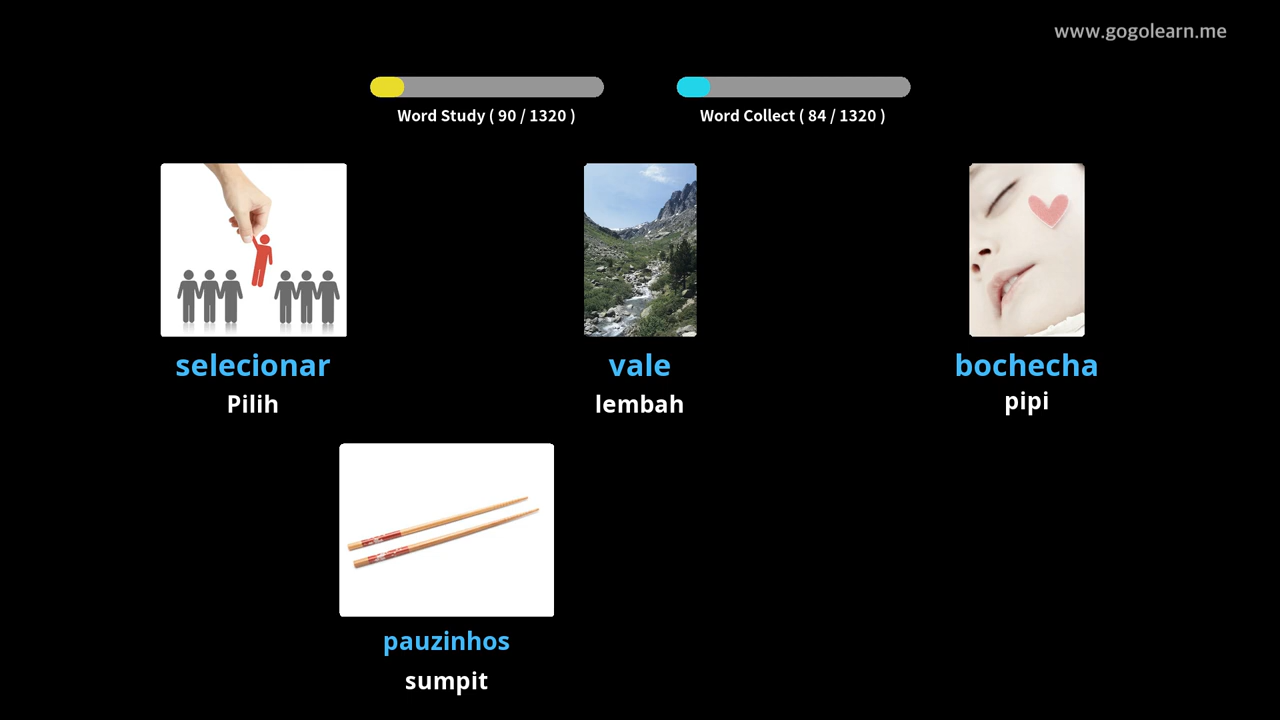 www.gogolearn.me
Word Study ( 90 / 1320 )
Word Collect ( 84 / 1320 )
selecionar
Pilih
vale
lembah
bochecha
pipi
pauzinhos
sumpit